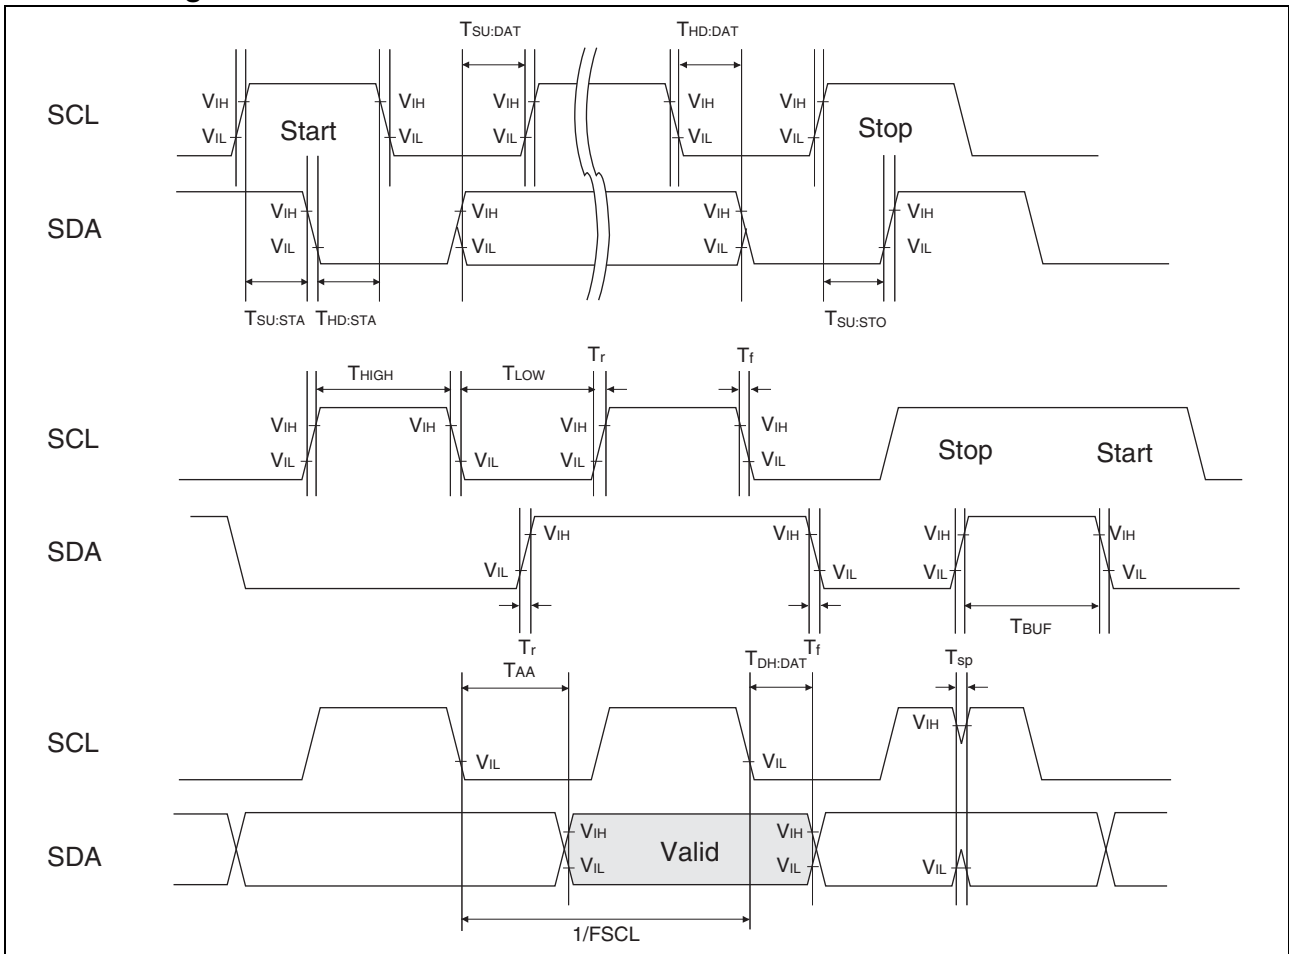 TSU:DAT THD:DAT
SCL VIH VIH VIH VIH VIH
VIL Start VIL VIL VIL VIL Stop
SDA VIH VIH VIH VIH
VIL VIL VIL VIL
TSU:STA THD:STA TSU:STO
Tr Tf
THIGH TLOW
SCL VIH VIH VIH VIH
VIL VIL VIL VIL Stop Start
SDA VIH VIH VIH VIH
VIL VIL VIL VIL
Tr Tf TBUF
TAA TDH:DAT Tsp
SCL VIH
VIL VIL
SDA VIH Valid VIH
VIL VIL VIL
1/FSCL